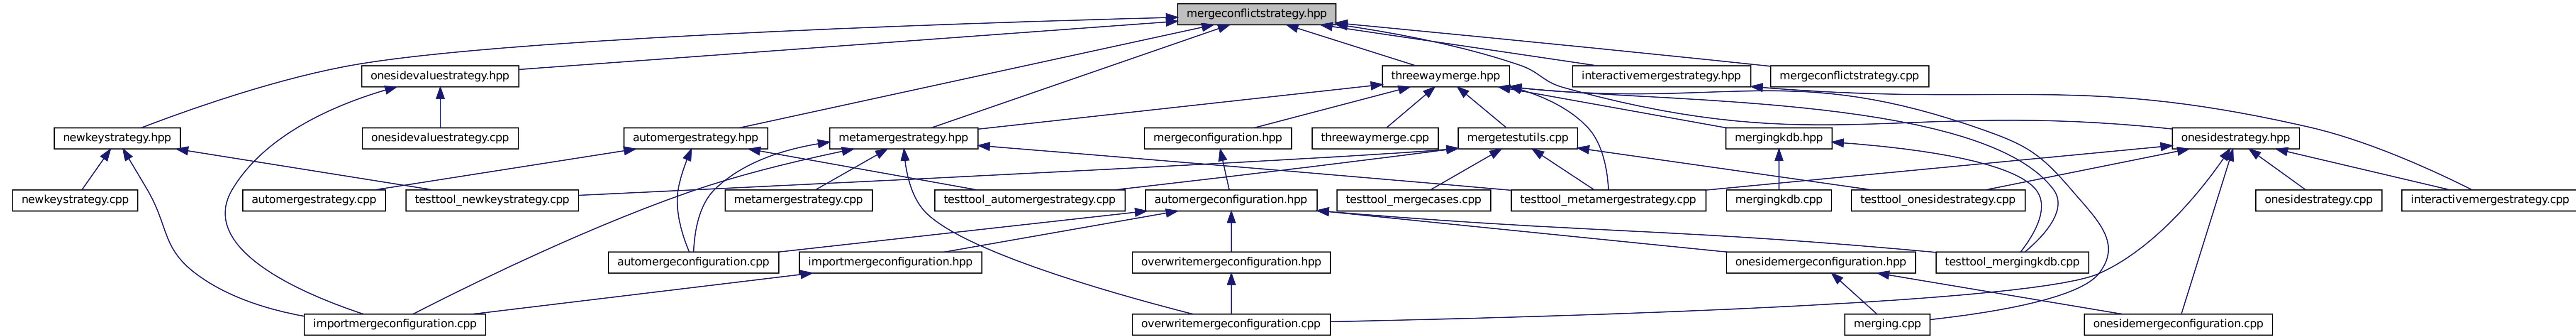 mergeconflictstrategy.hpp
onesidevaluestrategy.hpp
threewaymerge.hpp
interactivemergestrategy.hpp
mergeconflictstrategy.cpp
newkeystrategy.hpp
onesidevaluestrategy.cpp
automergestrategy.hpp
metamergestrategy.hpp
mergeconfiguration.hpp
threewaymerge.cpp
mergetestutils.cpp
mergingkdb.hpp
onesidestrategy.hpp
newkeystrategy.cpp
automergestrategy.cpp
testtool_newkeystrategy.cpp
metamergestrategy.cpp
testtool_automergestrategy.cpp
automergeconfiguration.hpp
testtool_mergecases.cpp
testtool_metamergestrategy.cpp
mergingkdb.cpp
testtool_onesidestrategy.cpp
onesidestrategy.cpp
interactivemergestrategy.cpp
automergeconfiguration.cpp
importmergeconfiguration.hpp
overwritemergeconfiguration.hpp
onesidemergeconfiguration.hpp
testtool_mergingkdb.cpp
importmergeconfiguration.cpp
overwritemergeconfiguration.cpp
merging.cpp
onesidemergeconfiguration.cpp